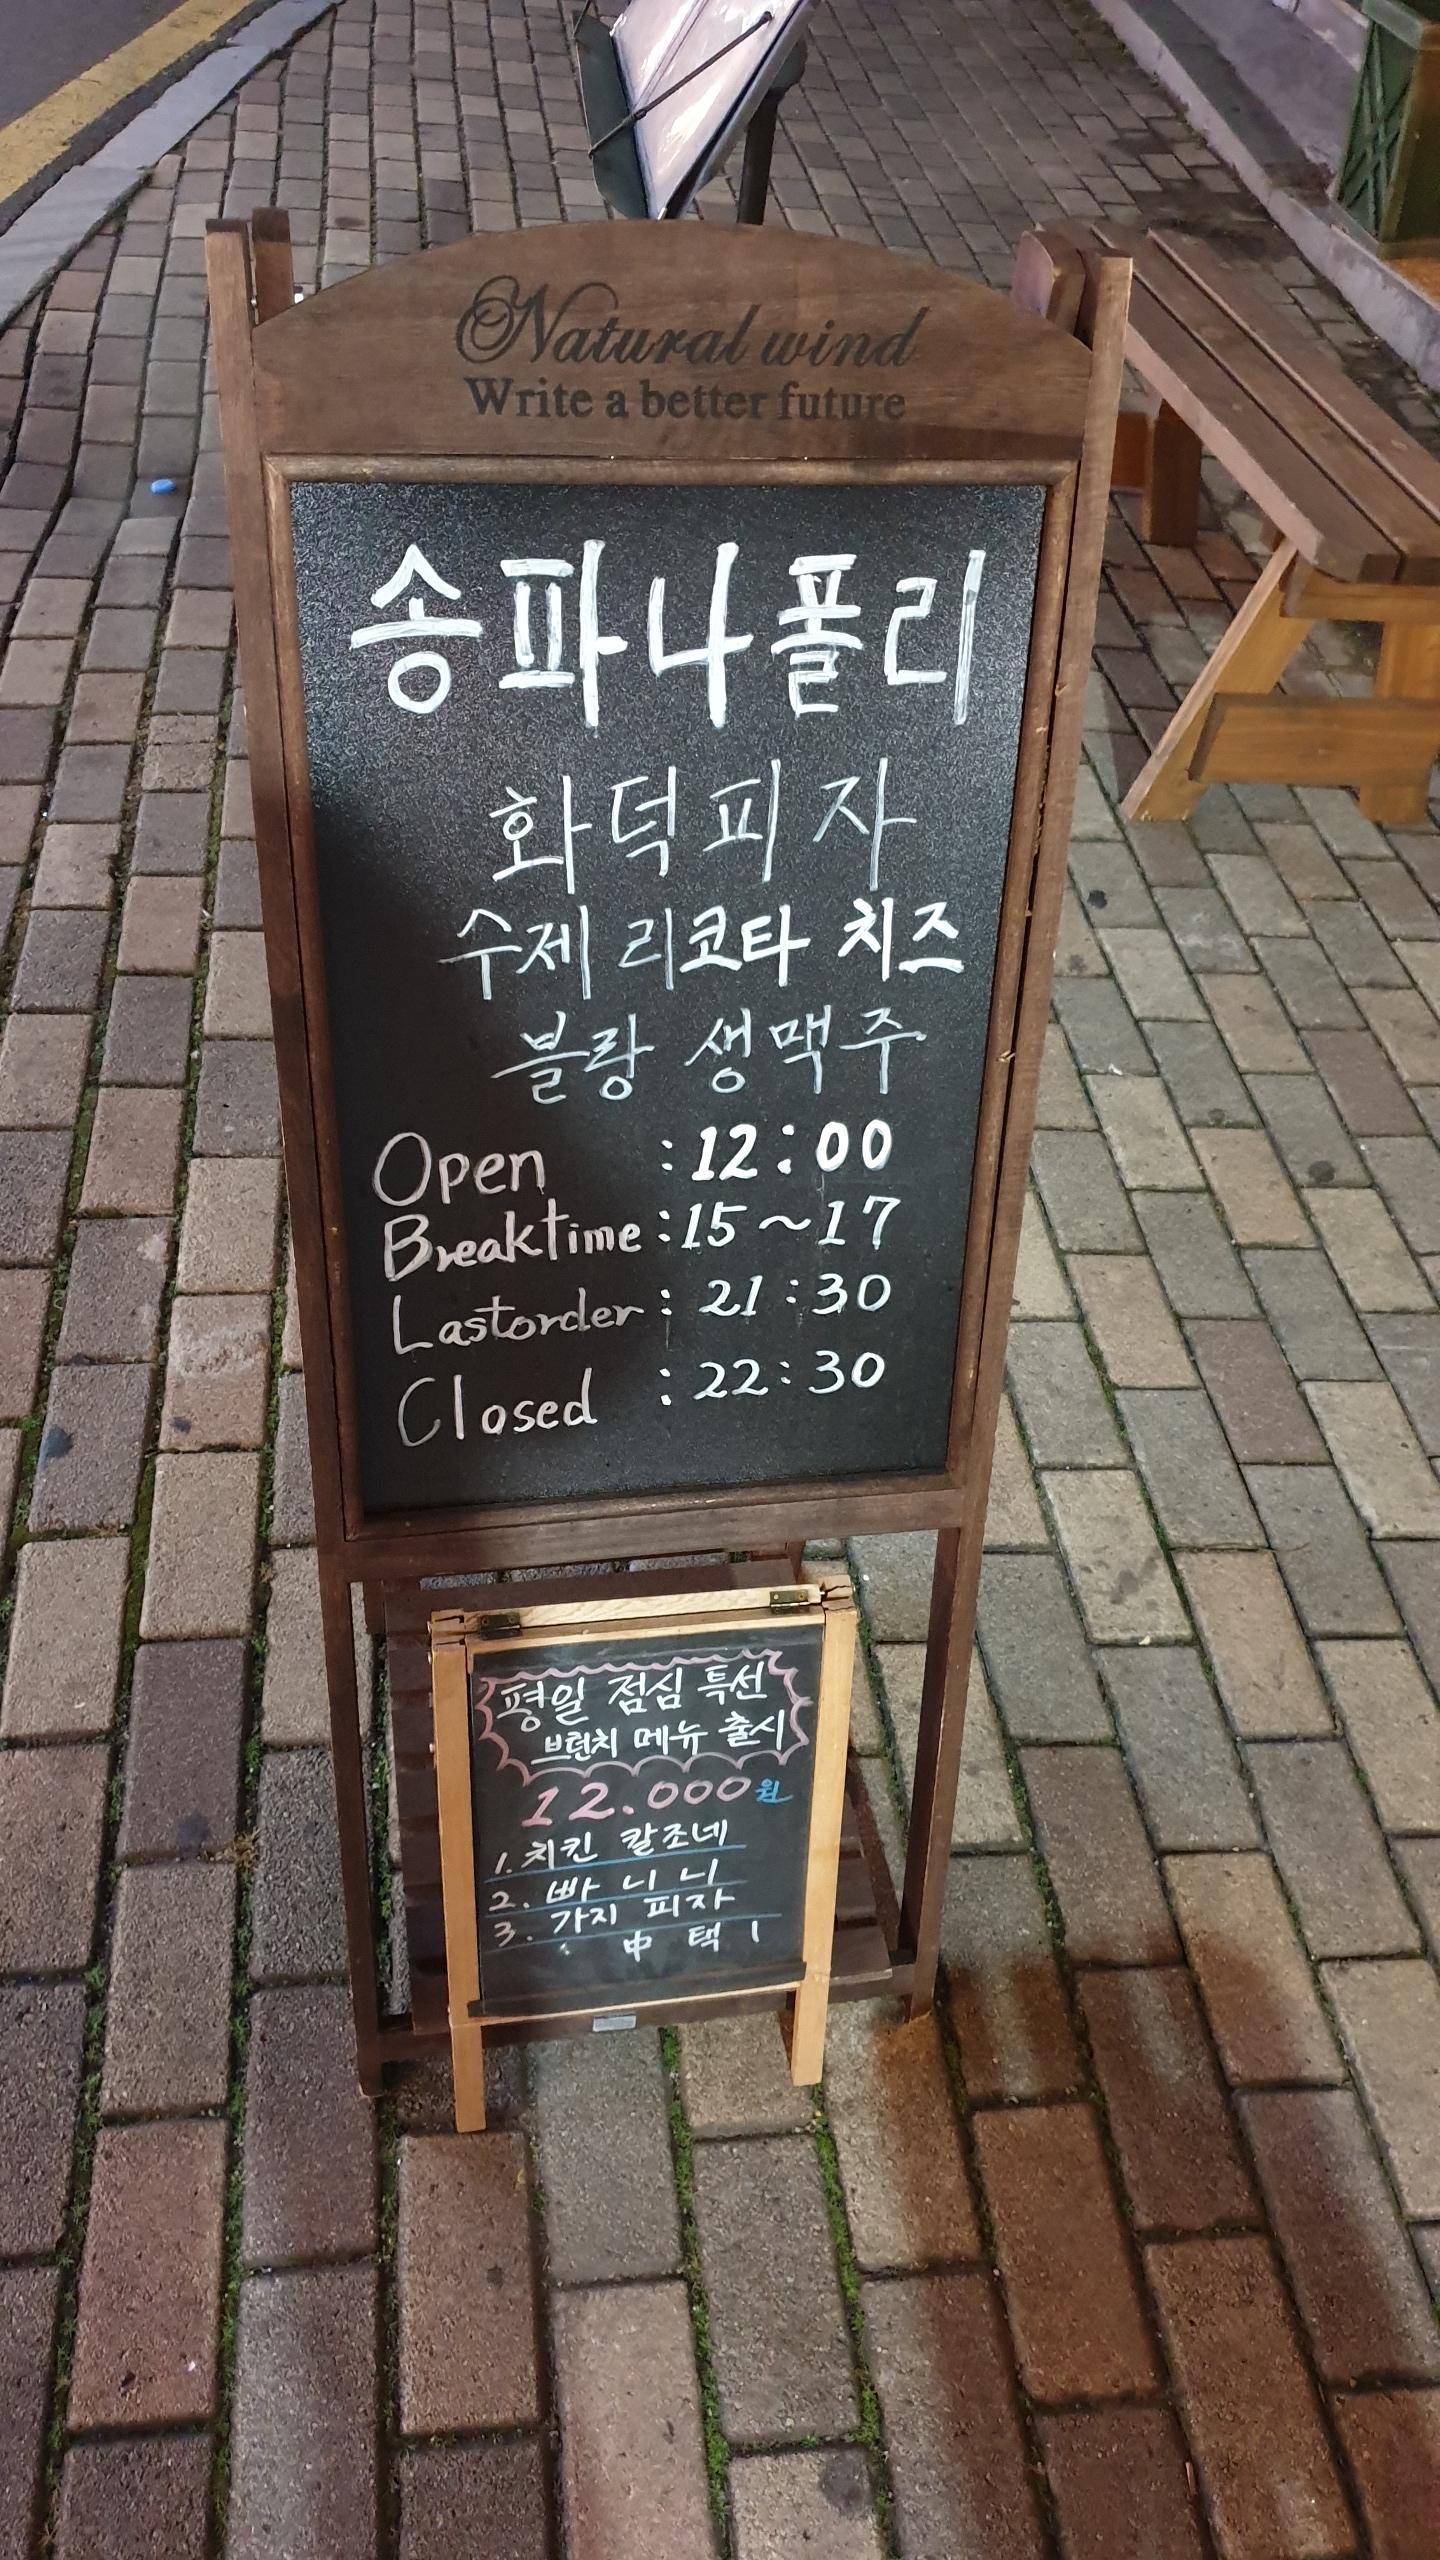 Natural wind
Write a better future
송파나폴리
화덕피자
수제 리코타 치즈
블랑 생맥주
Open : 12:00
Breaktime : 15~17
Lastorder : 21:30
Closed : 22:30
평일 점심 특선
브런치 메뉴 출시
12.000원
1. 치킨 칼조네
2. 빠니니
3. 가지 피자
中 택 1